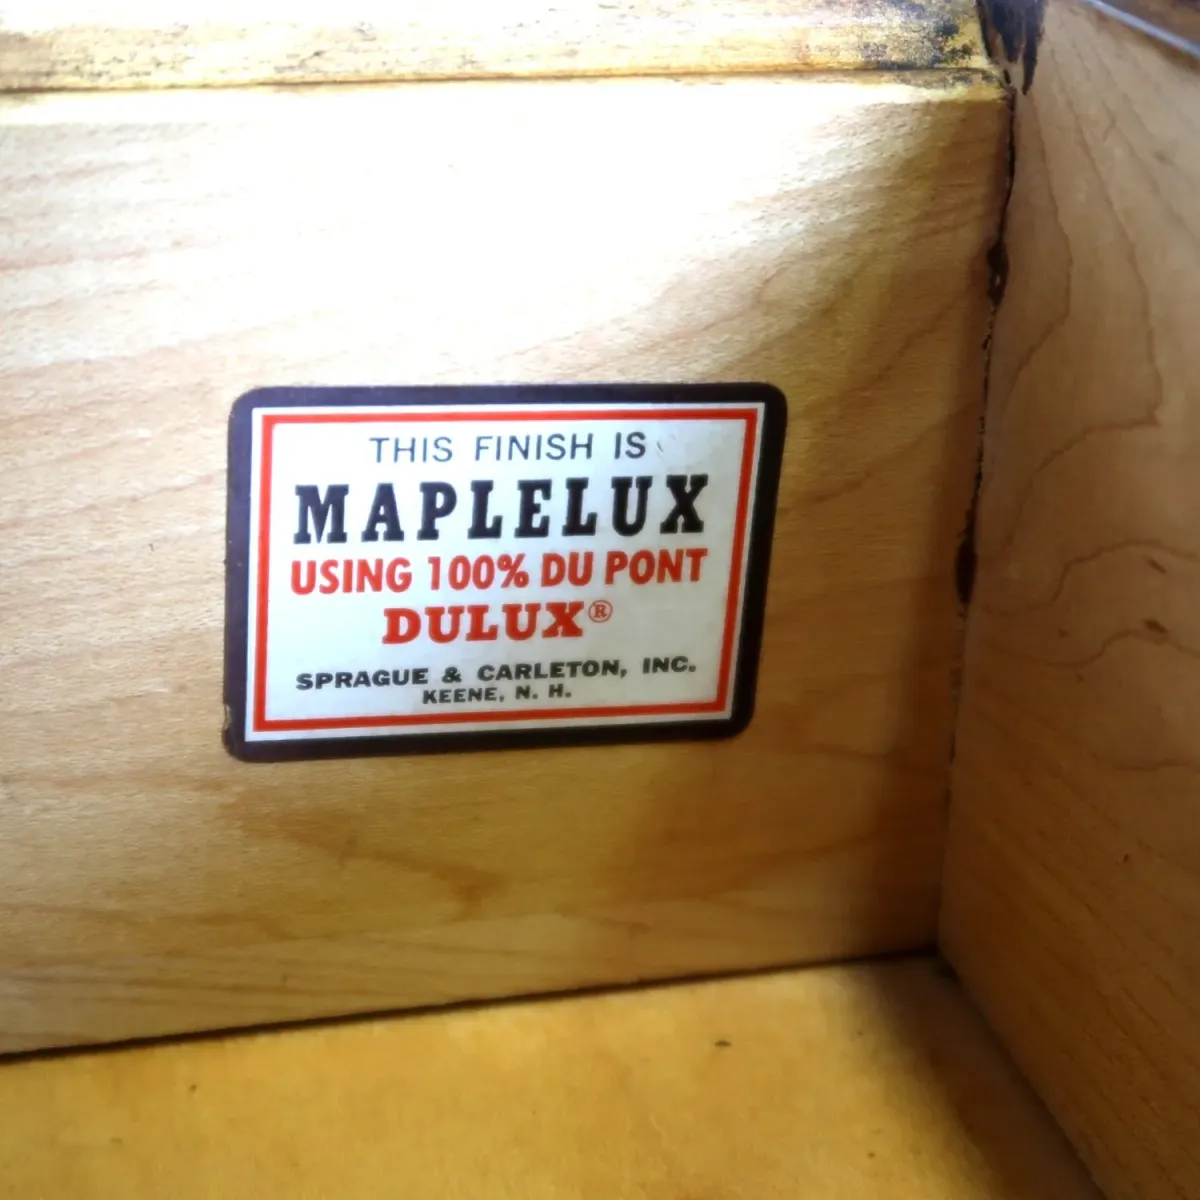 THIS FINISH IS
MAPLELUX
USING 100% DU PONT
DULUX®
SPRAGUE & CARLETON, INC.
KEENE, N. H.